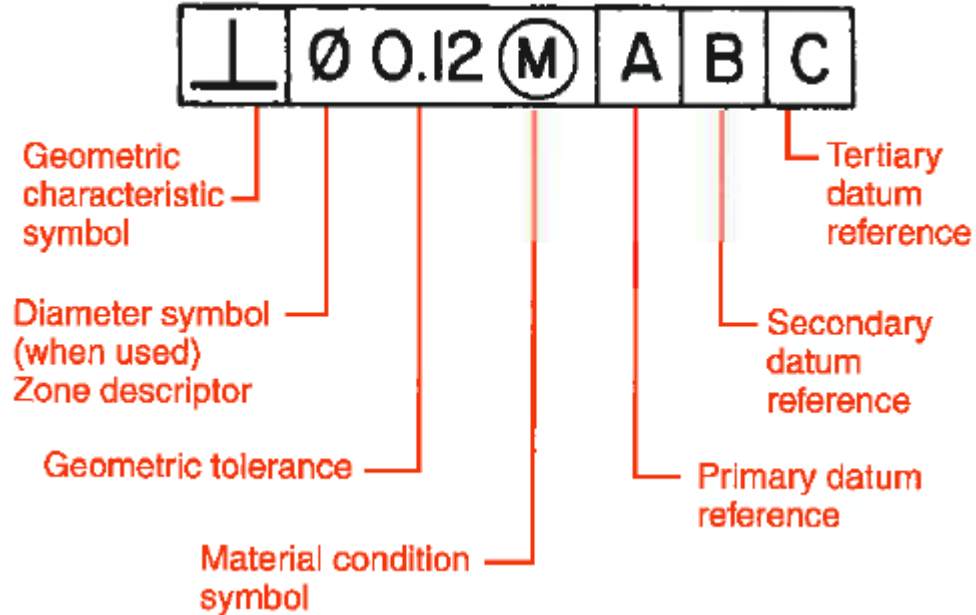 ⊥ Ø 0.12 Ⓜ A B C
Geometric
characteristic
symbol
Tertiary
datum
reference
Diameter symbol
(when used)
Zone descriptor
Secondary
datum
reference
Geometric tolerance
Primary datum
reference
Material condition
symbol